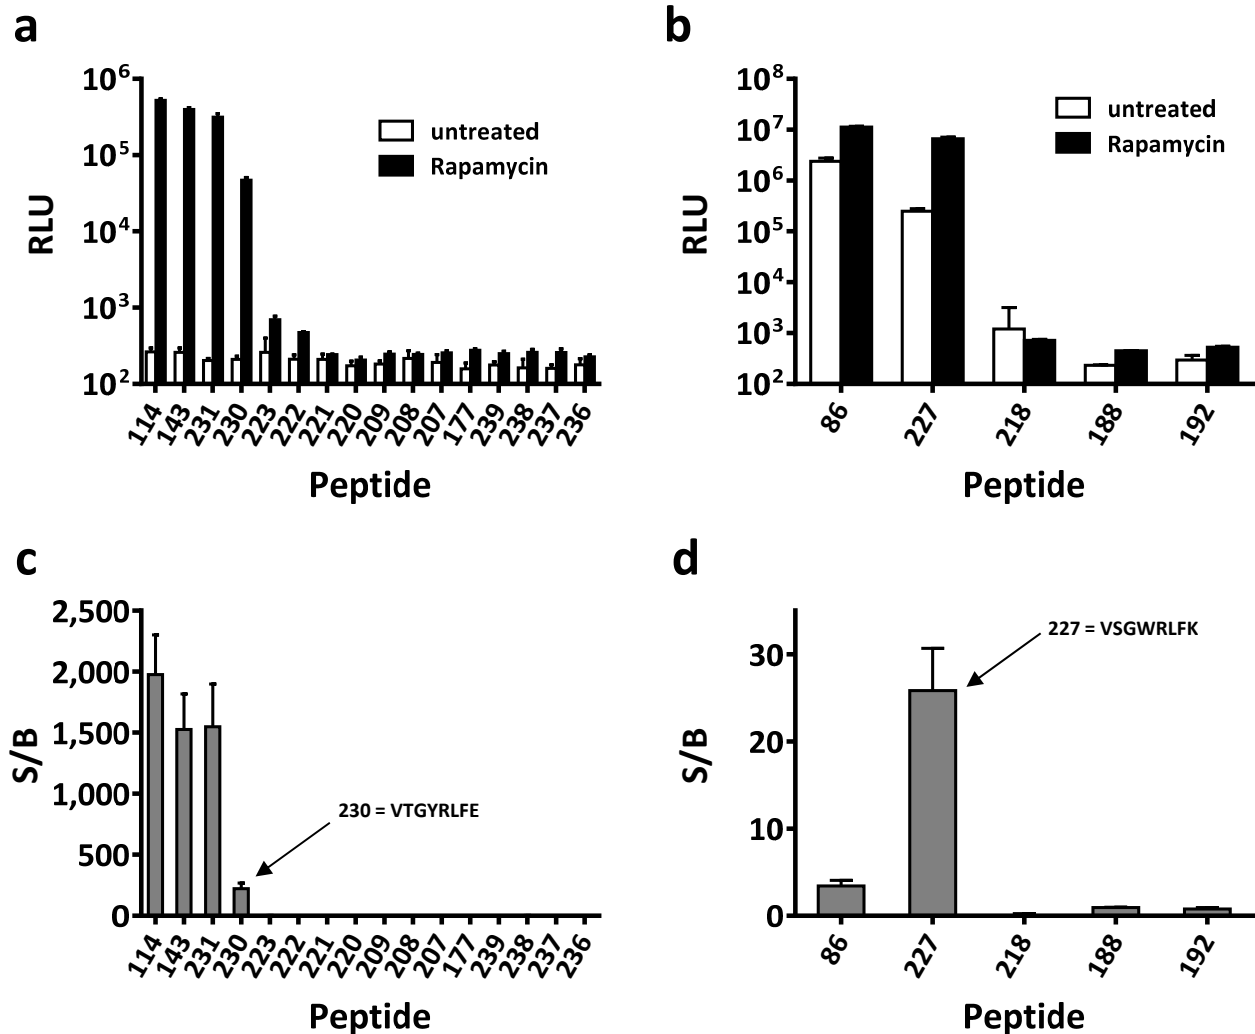 a
RLU
10⁶
10⁵
10⁴
10³
10²
untreated
Rapamycin
114 143 231 230 223 222 221 220 209 208 207 177 239 238 237 236
Peptide
b
RLU
10⁸
10⁷
10⁶
10⁵
10⁴
10³
10²
untreated
Rapamycin
86 227 218 188 192
Peptide
c
S/B
2,500
2,000
1,500
1,000
500
0
230 = VTGYRLFE
114 143 231 230 223 222 221 220 209 208 207 177 239 238 237 236
Peptide
d
S/B
30
20
10
0
227 = VSGWRLFK
86 227 218 188 192
Peptide